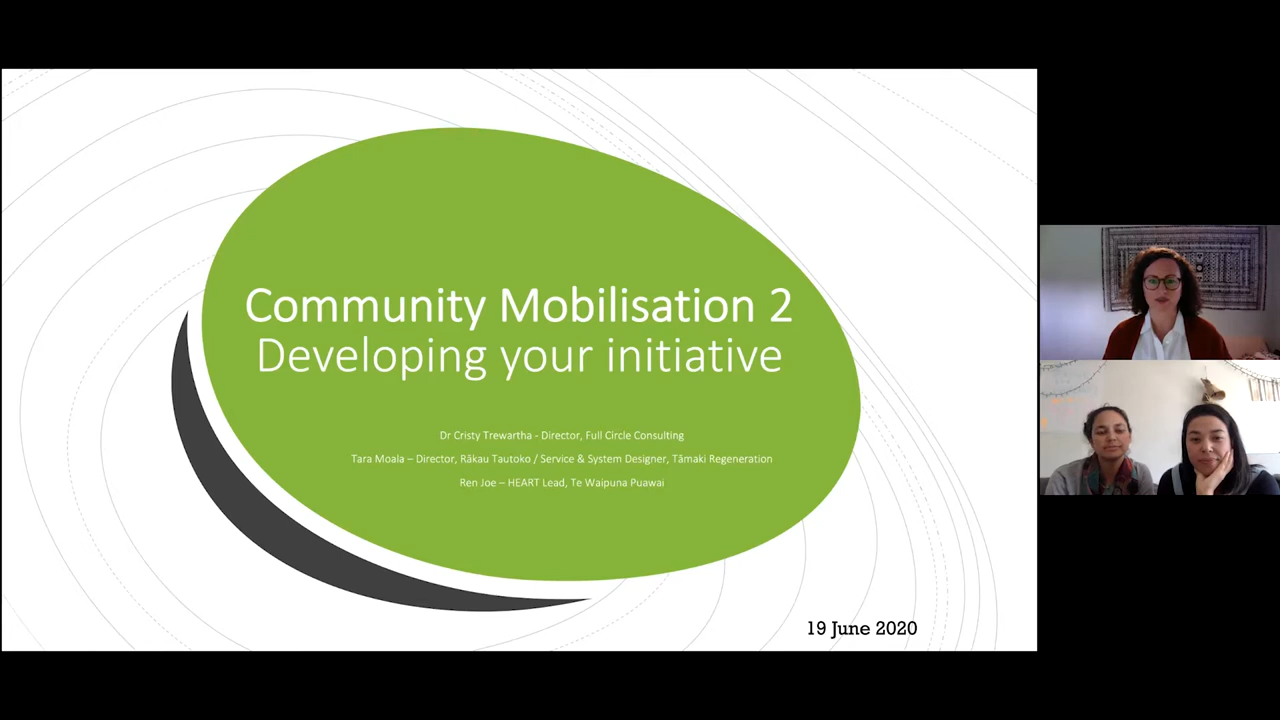 Community Mobilisation 2
Developing your initiative
Dr Cristy Trewartha - Director, Full Circle Consulting
Tara Moala – Director, Rākau Tautoko / Service & System Designer, Tāmaki Regeneration
Ren Joe – HEART Lead, Te Waipuna Puawai
19 June 2020